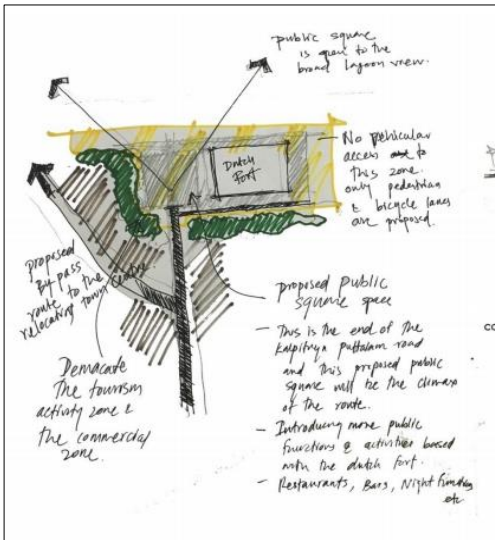 public square
is open to the
broad lagoon view.
Dutch
Fort
No vehicular
access to
this zone.
only pedestrian
& bicycle lanes
are proposed.
proposed
By pass
route to the
relocating town centre
proposed public
square space
- This is the end of the
kalpitiya puttalam road
and this proposed public
square will be the climax
of the route.
- Introducing more public
functions & activities based
with the dutch fort.
- Restaurants, Bars, Night functions
etc
Demacate
The tourism
activity zone &
the commercial
zone.